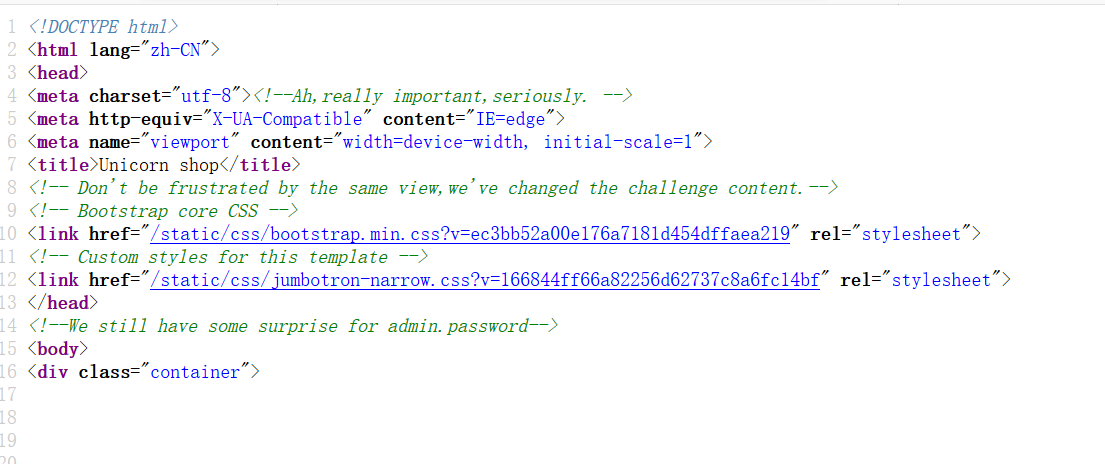 1 <!DOCTYPE html>
2 <html lang="zh-CN">
3 <head>
4 <meta charset="utf-8"><!--Ah,really important,seriously. -->
5 <meta http-equiv="X-UA-Compatible" content="IE=edge">
6 <meta name="viewport" content="width=device-width, initial-scale=1">
7 <title>Unicorn shop</title>
8 <!-- Don't be frustrated by the same view,we've changed the challenge content.-->
9 <!-- Bootstrap core CSS -->
10 <link href="/static/css/bootstrap.min.css?v=ec3bb52a00e176a7181d454dffaea219" rel="stylesheet">
11 <!-- Custom styles for this template -->
12 <link href="/static/css/jumbotron-narrow.css?v=166844ff66a82256d62737c8a6fc14bf" rel="stylesheet">
13 </head>
14 <!--We still have some surprise for admin.password-->
15 <body>
16 <div class="container">
17
18
19
20